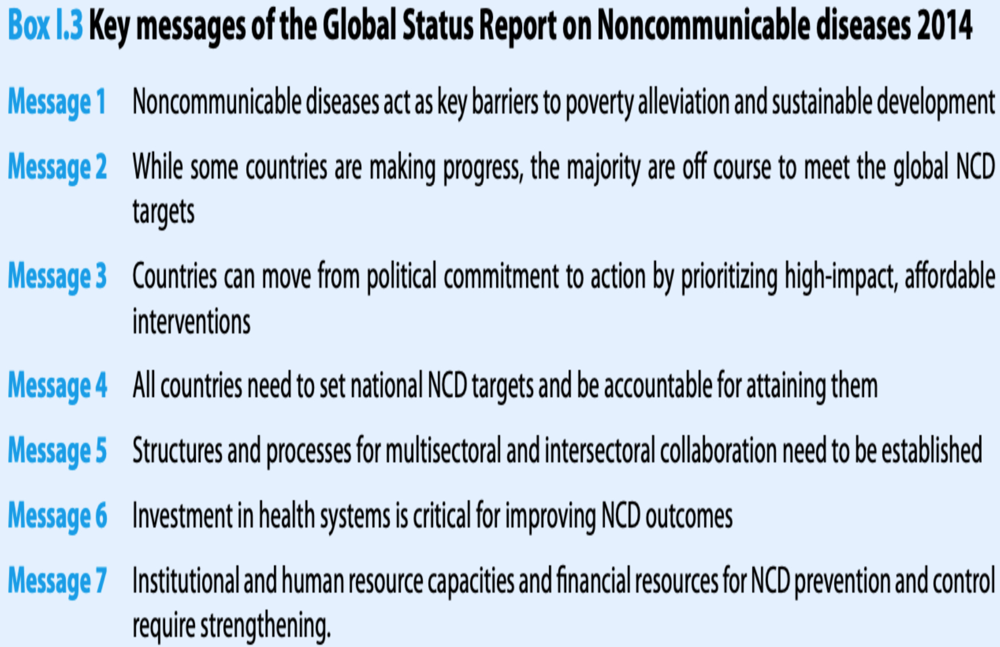 Box I.3 Key messages of the Global Status Report on Noncommunicable diseases 2014
Message 1 Noncommunicable diseases act as key barriers to poverty alleviation and sustainable development
Message 2 While some countries are making progress, the majority are off course to meet the global NCD
targets
Message 3 Countries can move from political commitment to action by prioritizing high-impact, affordable
interventions
Message 4 All countries need to set national NCD targets and be accountable for attaining them
Message 5 Structures and processes for multisectoral and intersectoral collaboration need to be established
Message 6 Investment in health systems is critical for improving NCD outcomes
Message 7 Institutional and human resource capacities and financial resources for NCD prevention and control
require strengthening.